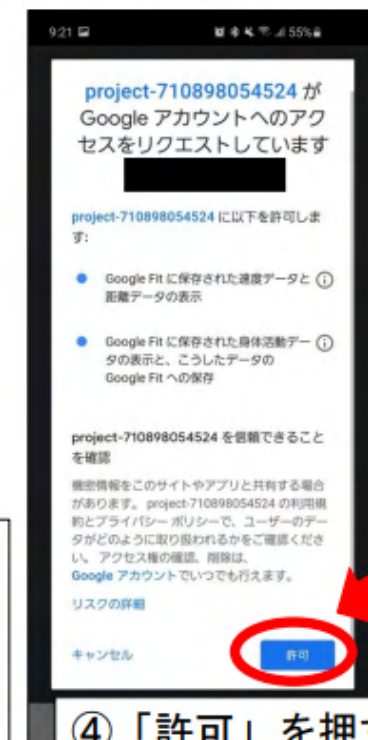 9:21
55%
project-710898054524 が
Google アカウントへのアク
セスをリクエストしています
project-710898054524 に以下を許可しま
す:
Google Fit に保存された速度データと
距離データの表示
Google Fit に保存された身体活動デー
タの表示と、こうしたデータの
Google Fit への保存
project-710898054524 を信頼できること
を確認
機密情報をこのサイトやアプリと共有する場合
があります。 project-710898054524 の利用規
約とプライバシー ポリシーで、ユーザーのデー
タがどのように取り扱われるかをご確認くださ
い。 アクセス権の確認、削除は、
Google アカウントでいつでも行えます。
リスクの詳細
キャンセル
許可
④「許可」を押す